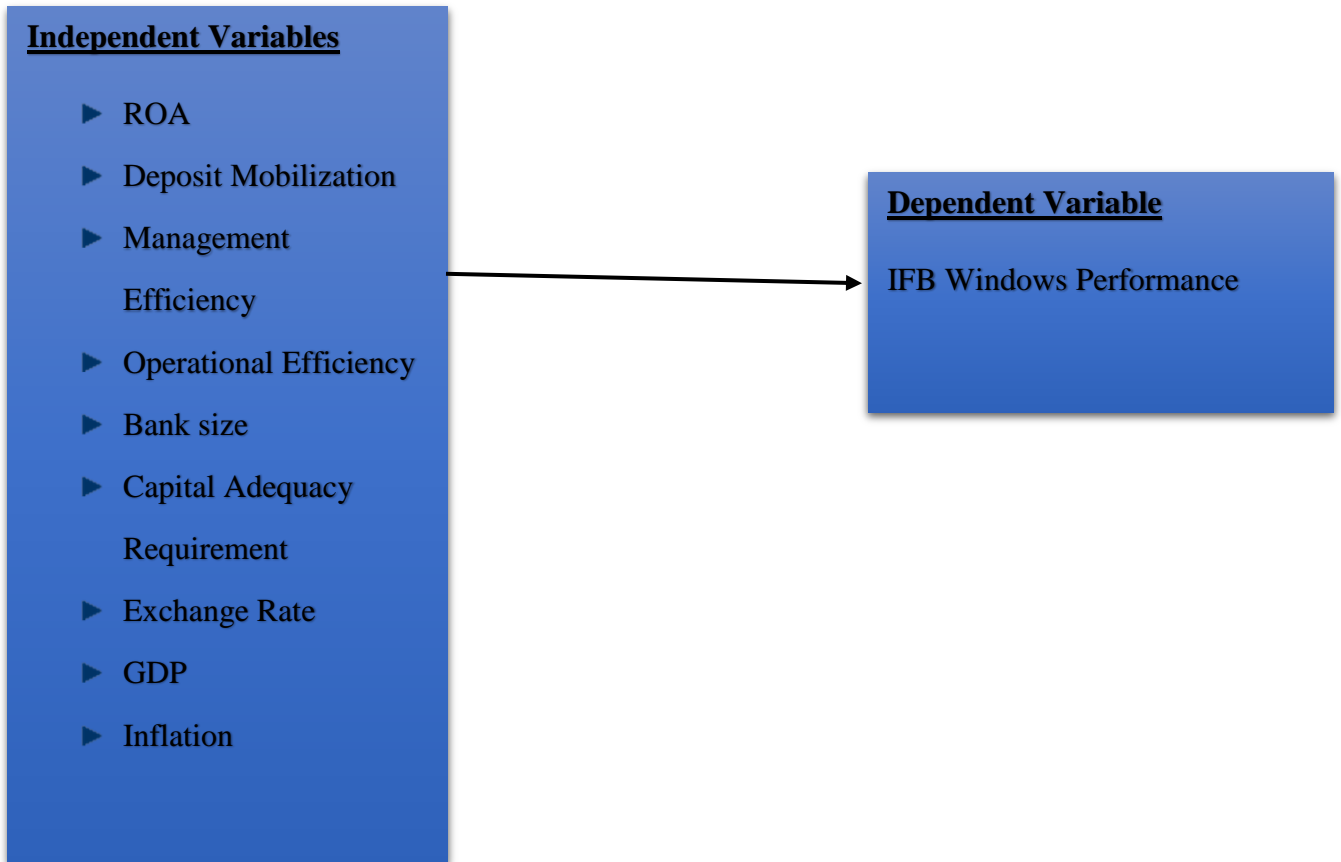 Independent Variables
ROA
Deposit Mobilization
Management
Efficiency
Operational Efficiency
Bank size
Capital Adequacy
Requirement
Exchange Rate
GDP
Inflation
Dependent Variable
IFB Windows Performance